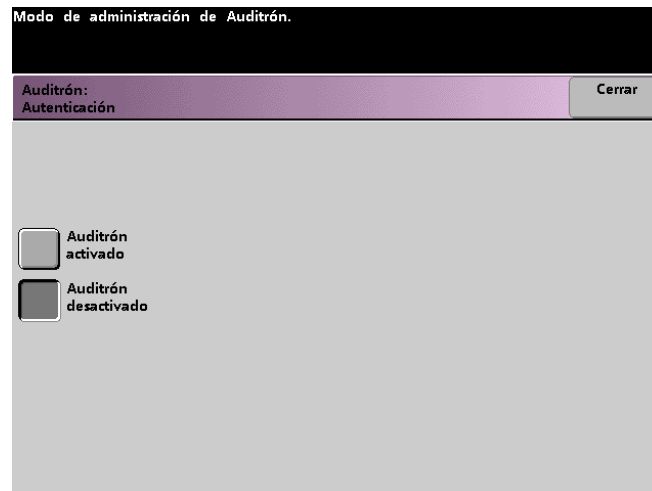 Modo de administración de Auditrón.
Auditrón:
Autenticación
Cerrar
Auditrón
activado
Auditrón
desactivado